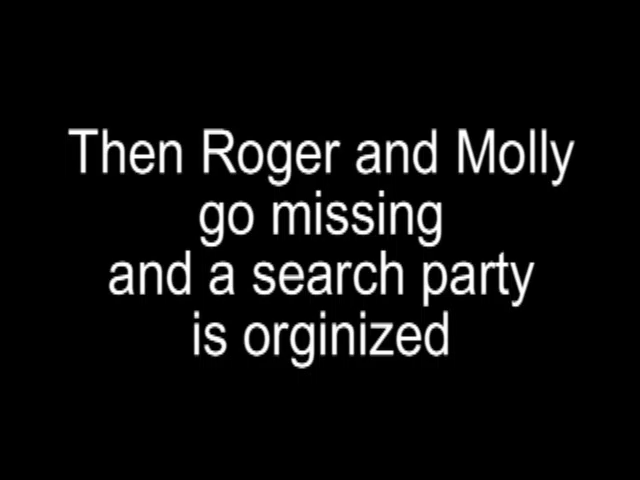 Then Roger and Molly
go missing
and a search party
is orginized